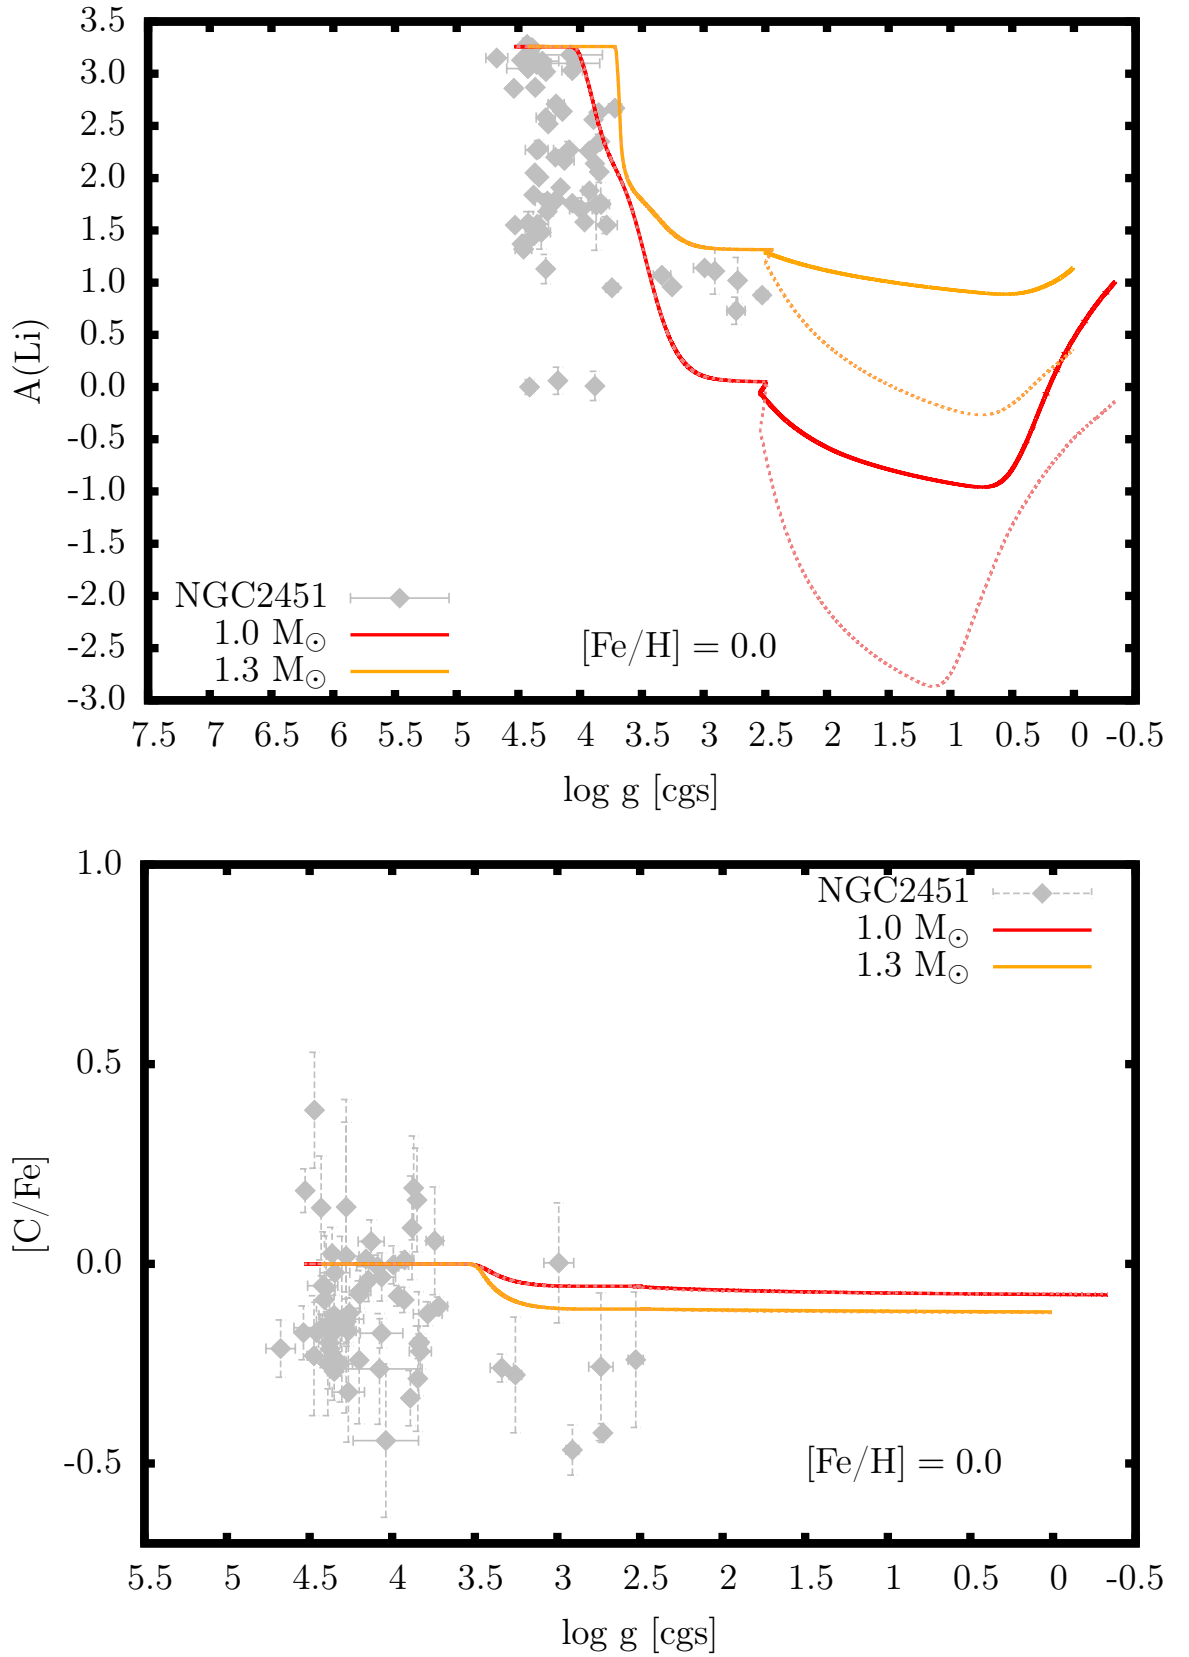 3.5
3.0
2.5
2.0
1.5
1.0
0.5
0.0
-0.5
-1.0
-1.5
-2.0
-2.5
-3.0
A(Li)
NGC2451
1.0 M⊙
1.3 M⊙
[Fe/H] = 0.0
7.5 7 6.5 6 5.5 5 4.5 4 3.5 3 2.5 2 1.5 1 0.5 0 -0.5
log g [cgs]
1.0
0.5
0.0
-0.5
[C/Fe]
NGC2451
1.0 M⊙
1.3 M⊙
[Fe/H] = 0.0
5.5 5 4.5 4 3.5 3 2.5 2 1.5 1 0.5 0 -0.5
log g [cgs]